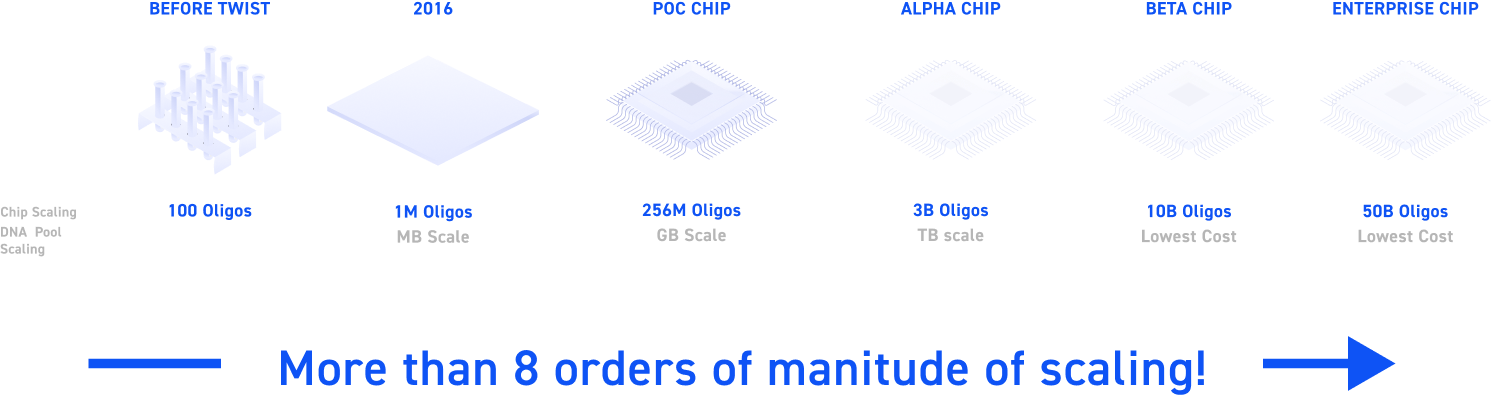 BEFORE TWIST
2016
POC CHIP
ALPHA CHIP
BETA CHIP
ENTERPRISE CHIP
Chip Scaling
100 Oligos
1M Oligos
256M Oligos
3B Oligos
10B Oligos
50B Oligos
DNA Pool
Scaling
MB Scale
GB Scale
TB scale
Lowest Cost
Lowest Cost
More than 8 orders of manitude of scaling!